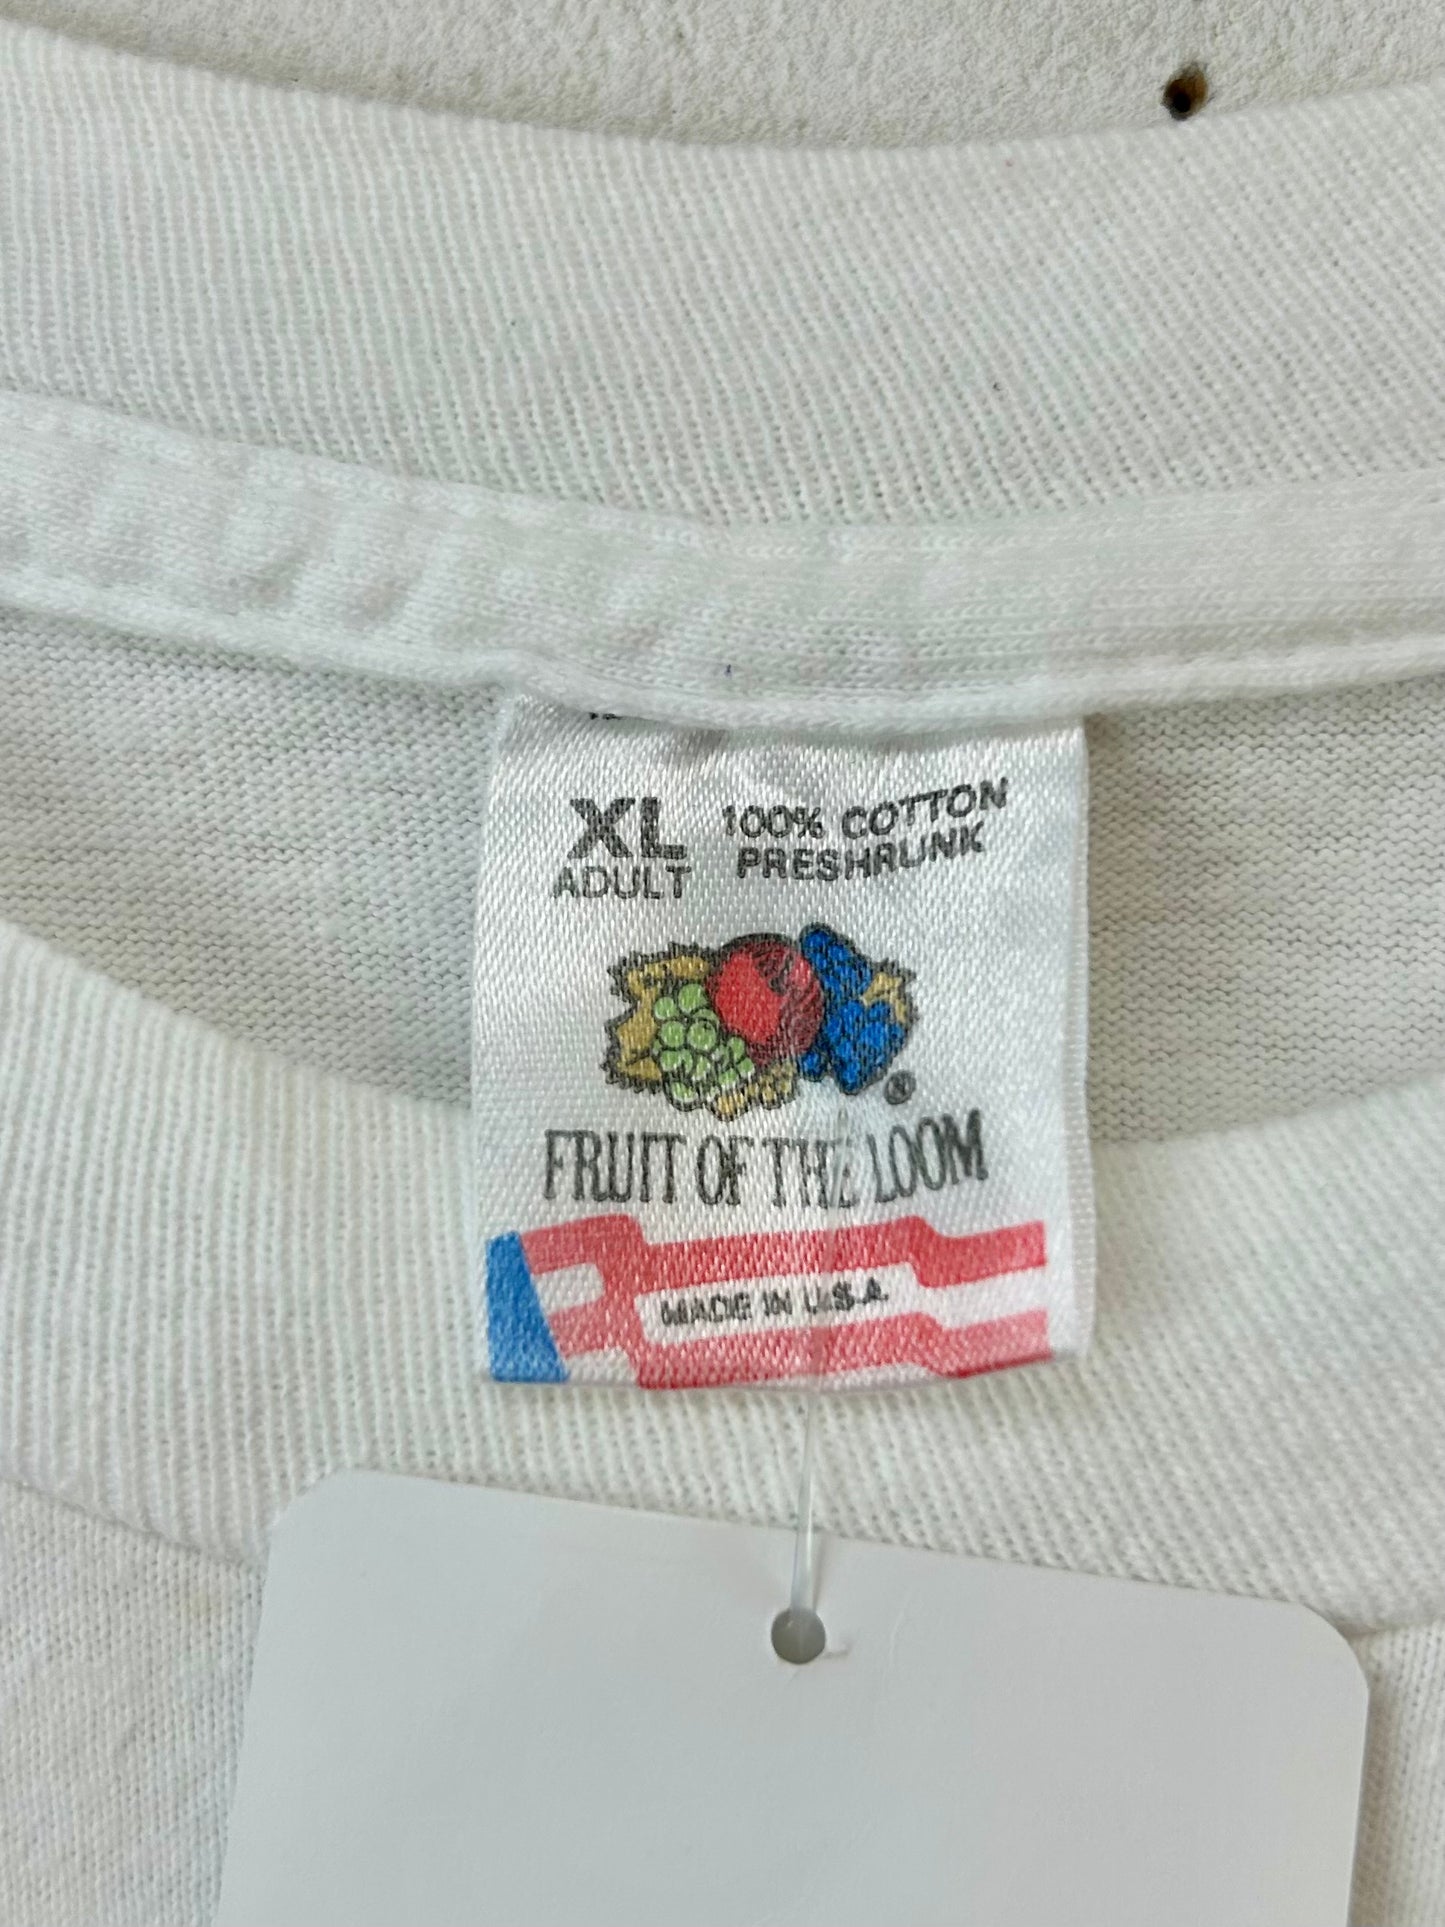 XL
ADULT
100% COTTON
PRESHRUNK
®
FRUIT OF THE LOOM
MADE IN U.S.A.